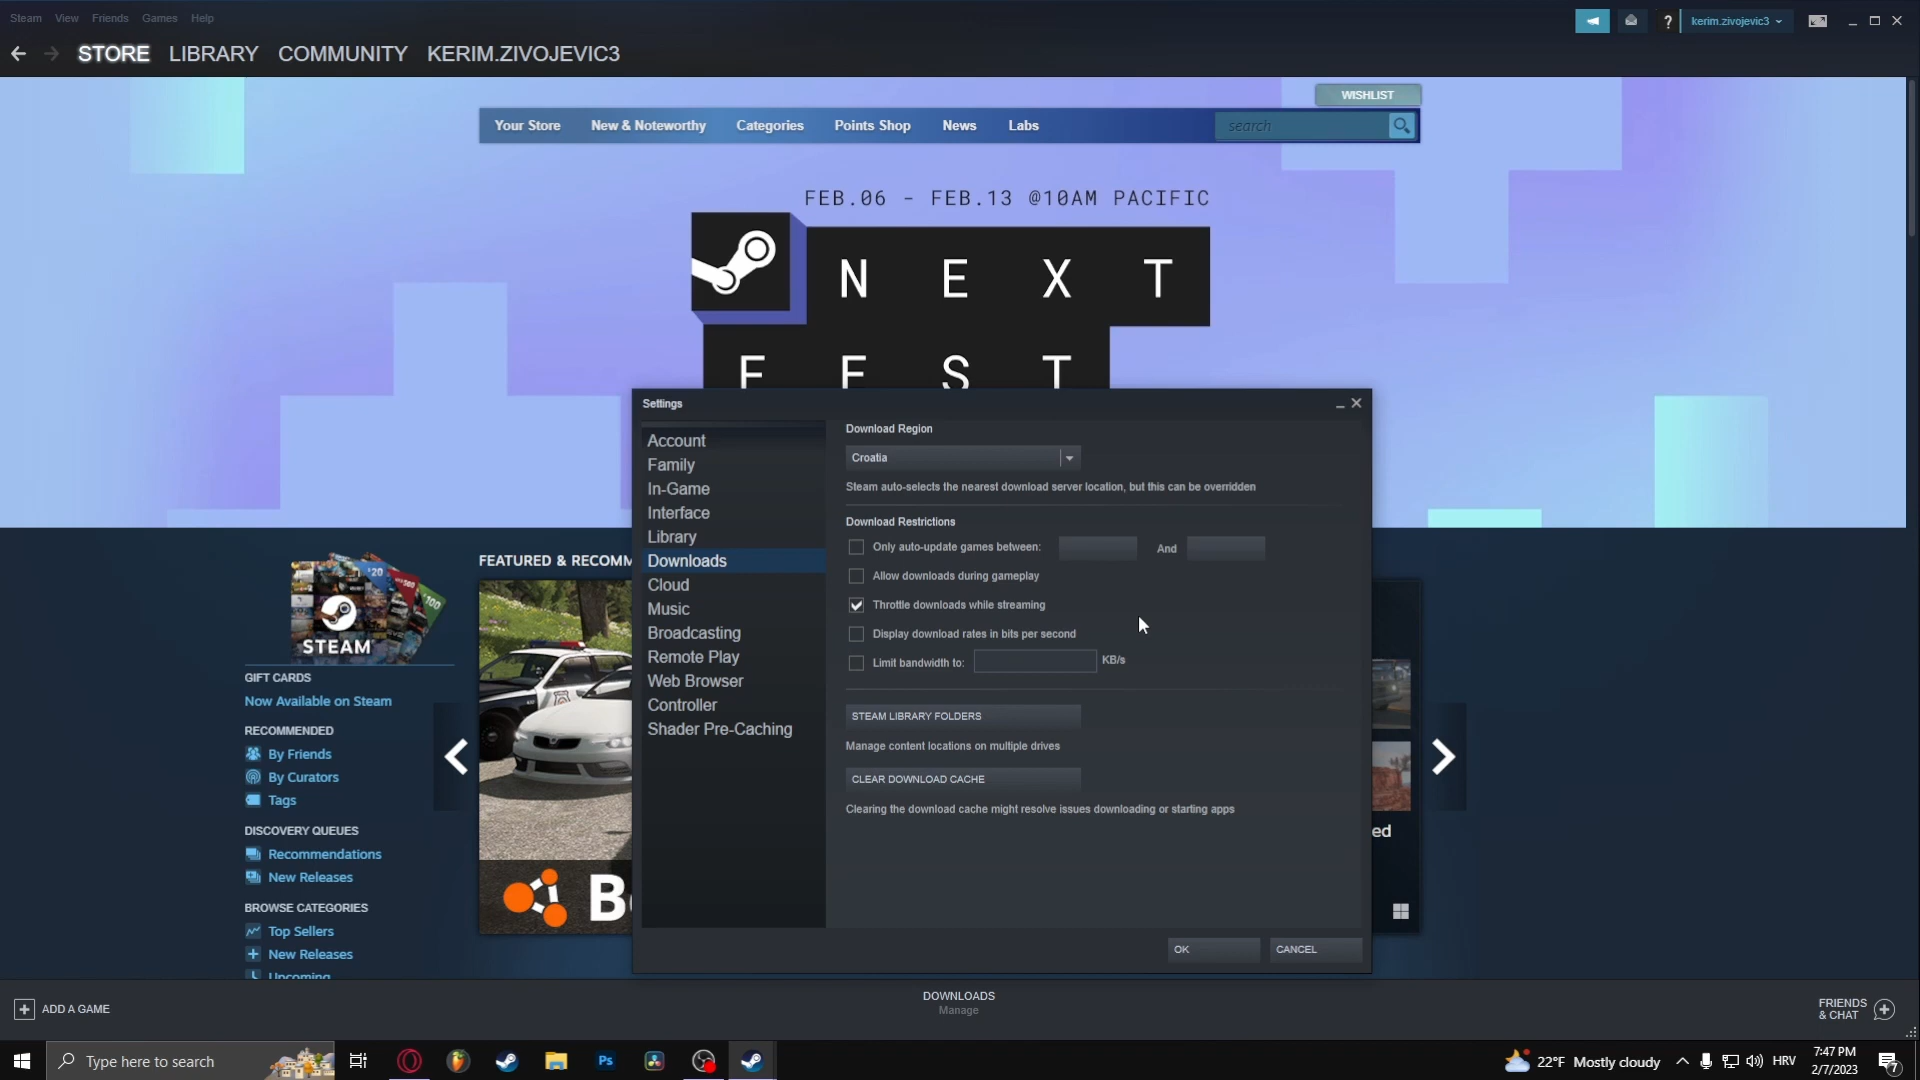 Steam View Friends Games Help
kerim.zivojevic3
STORE LIBRARY COMMUNITY KERIM.ZIVOJEVIC3
WISHLIST
Your Store New & Noteworthy Categories Points Shop News Labs search
FEB.06 - FEB.13 @10AM PACIFIC
NEXT
FEST
Settings
Account
Family
In-Game
Interface
Library
Downloads
Cloud
Music
Broadcasting
Remote Play
Web Browser
Controller
Shader Pre-Caching
Download Region
Croatia
Steam auto-selects the nearest download server location, but this can be overridden
Download Restrictions
Only auto-update games between: And
Allow downloads during gameplay
Throttle downloads while streaming
Display download rates in bits per second
Limit bandwidth to: KB/s
STEAM LIBRARY FOLDERS
Manage content locations on multiple drives
CLEAR DOWNLOAD CACHE
Clearing the download cache might resolve issues downloading or starting apps
OK CANCEL
FEATURED & RECOMM
$20
$100
STEAM
GIFT CARDS
Now Available on Steam
RECOMMENDED
By Friends
By Curators
Tags
DISCOVERY QUEUES
Recommendations
New Releases
BROWSE CATEGORIES
Top Sellers
New Releases
Upcoming
ed
ADD A GAME
DOWNLOADS
Manage
FRIENDS
& CHAT
Type here to search
Ps
22°F Mostly cloudy
HRV
7:47 PM
2/7/2023
7